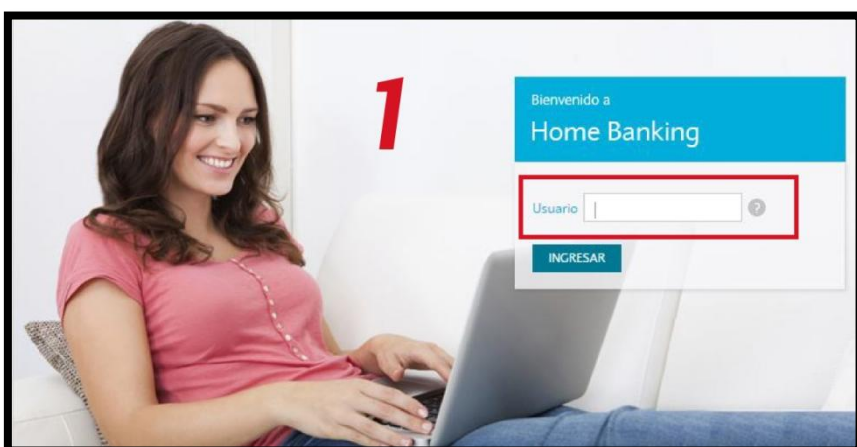 1
Bienvenido a
Home Banking
Usuario
?
INGRESAR